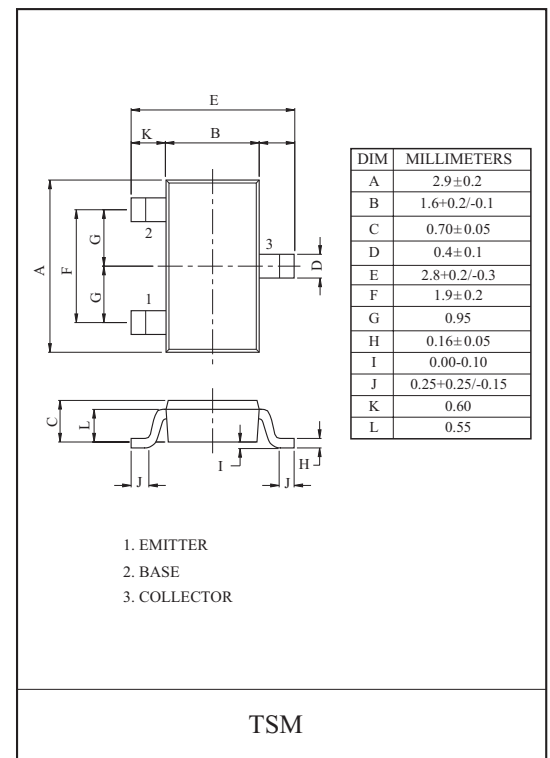 E
K B
DIM MILLIMETERS
A 2.9±0.2
B 1.6+0.2/-0.1
C 0.70±0.05
D 0.4±0.1
E 2.8+0.2/-0.3
F 1.9±0.2
G 0.95
H 0.16±0.05
I 0.00-0.10
J 0.25+0.25/-0.15
K 0.60
L 0.55
2
3
G
A
F
D
G
1
C
L
I
H
J
J
1. EMITTER
2. BASE
3. COLLECTOR
TSM